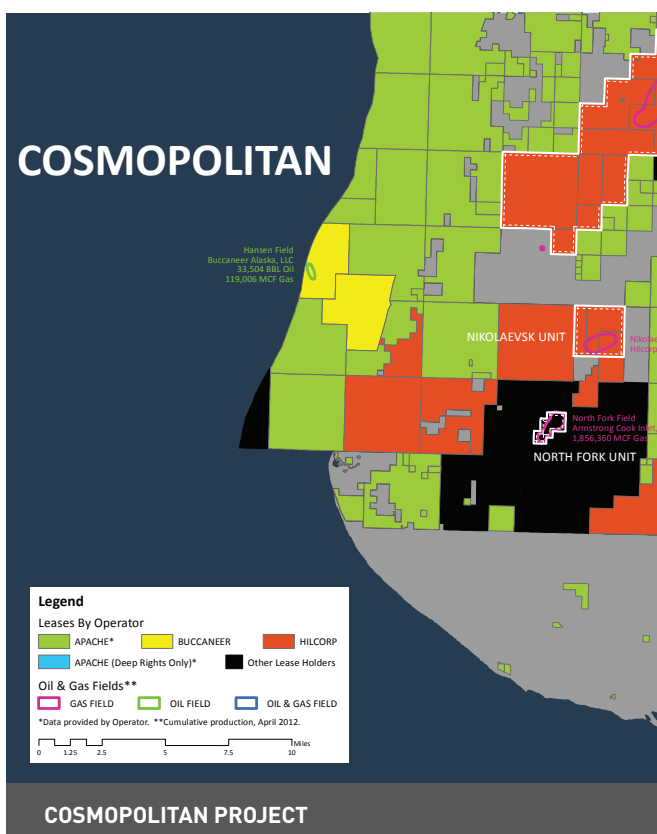 COSMOPOLITAN
Hansen Field
Buccaneer Alaska, LLC
33,504 BBL Oil
119,006 MCF Gas
NIKOLAEVSK UNIT
Hilcorp
North Fork Field
Armstrong Cook Inlet,
1,856,360 MCF Gas
NORTH FORK UNIT
Legend
Leases By Operator
APACHE*
BUCCANEER
HILCORP
APACHE (Deep Rights Only)*
Other Lease Holders
Oil & Gas Fields**
GAS FIELD
OIL FIELD
OIL & GAS FIELD
*Data provided by Operator. **Cumulative production, April 2012.
Miles
0 1.25 2.5 5 7.5 10
COSMOPOLITAN PROJECT